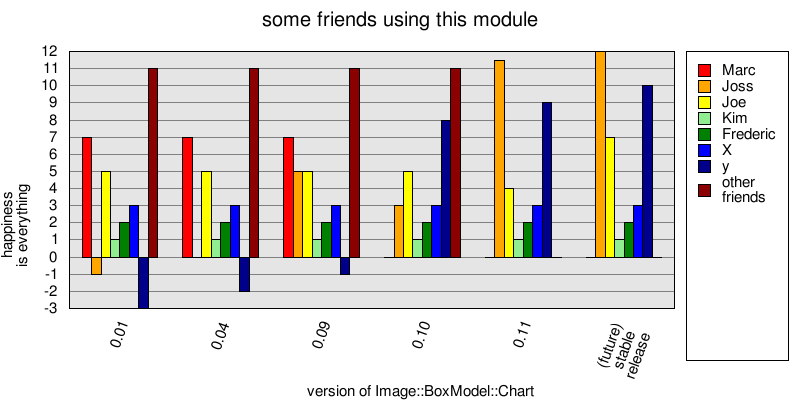 some friends using this module
12
11
10
9
8
7
6
5
4
3
2
1
0
-1
-2
-3
happiness
is everything
0.01
0.04
0.09
0.10
0.11
(future)
stable
release
version of Image::BoxModel::Chart
Marc
Joss
Joe
Kim
Frederic
X
y
other
friends